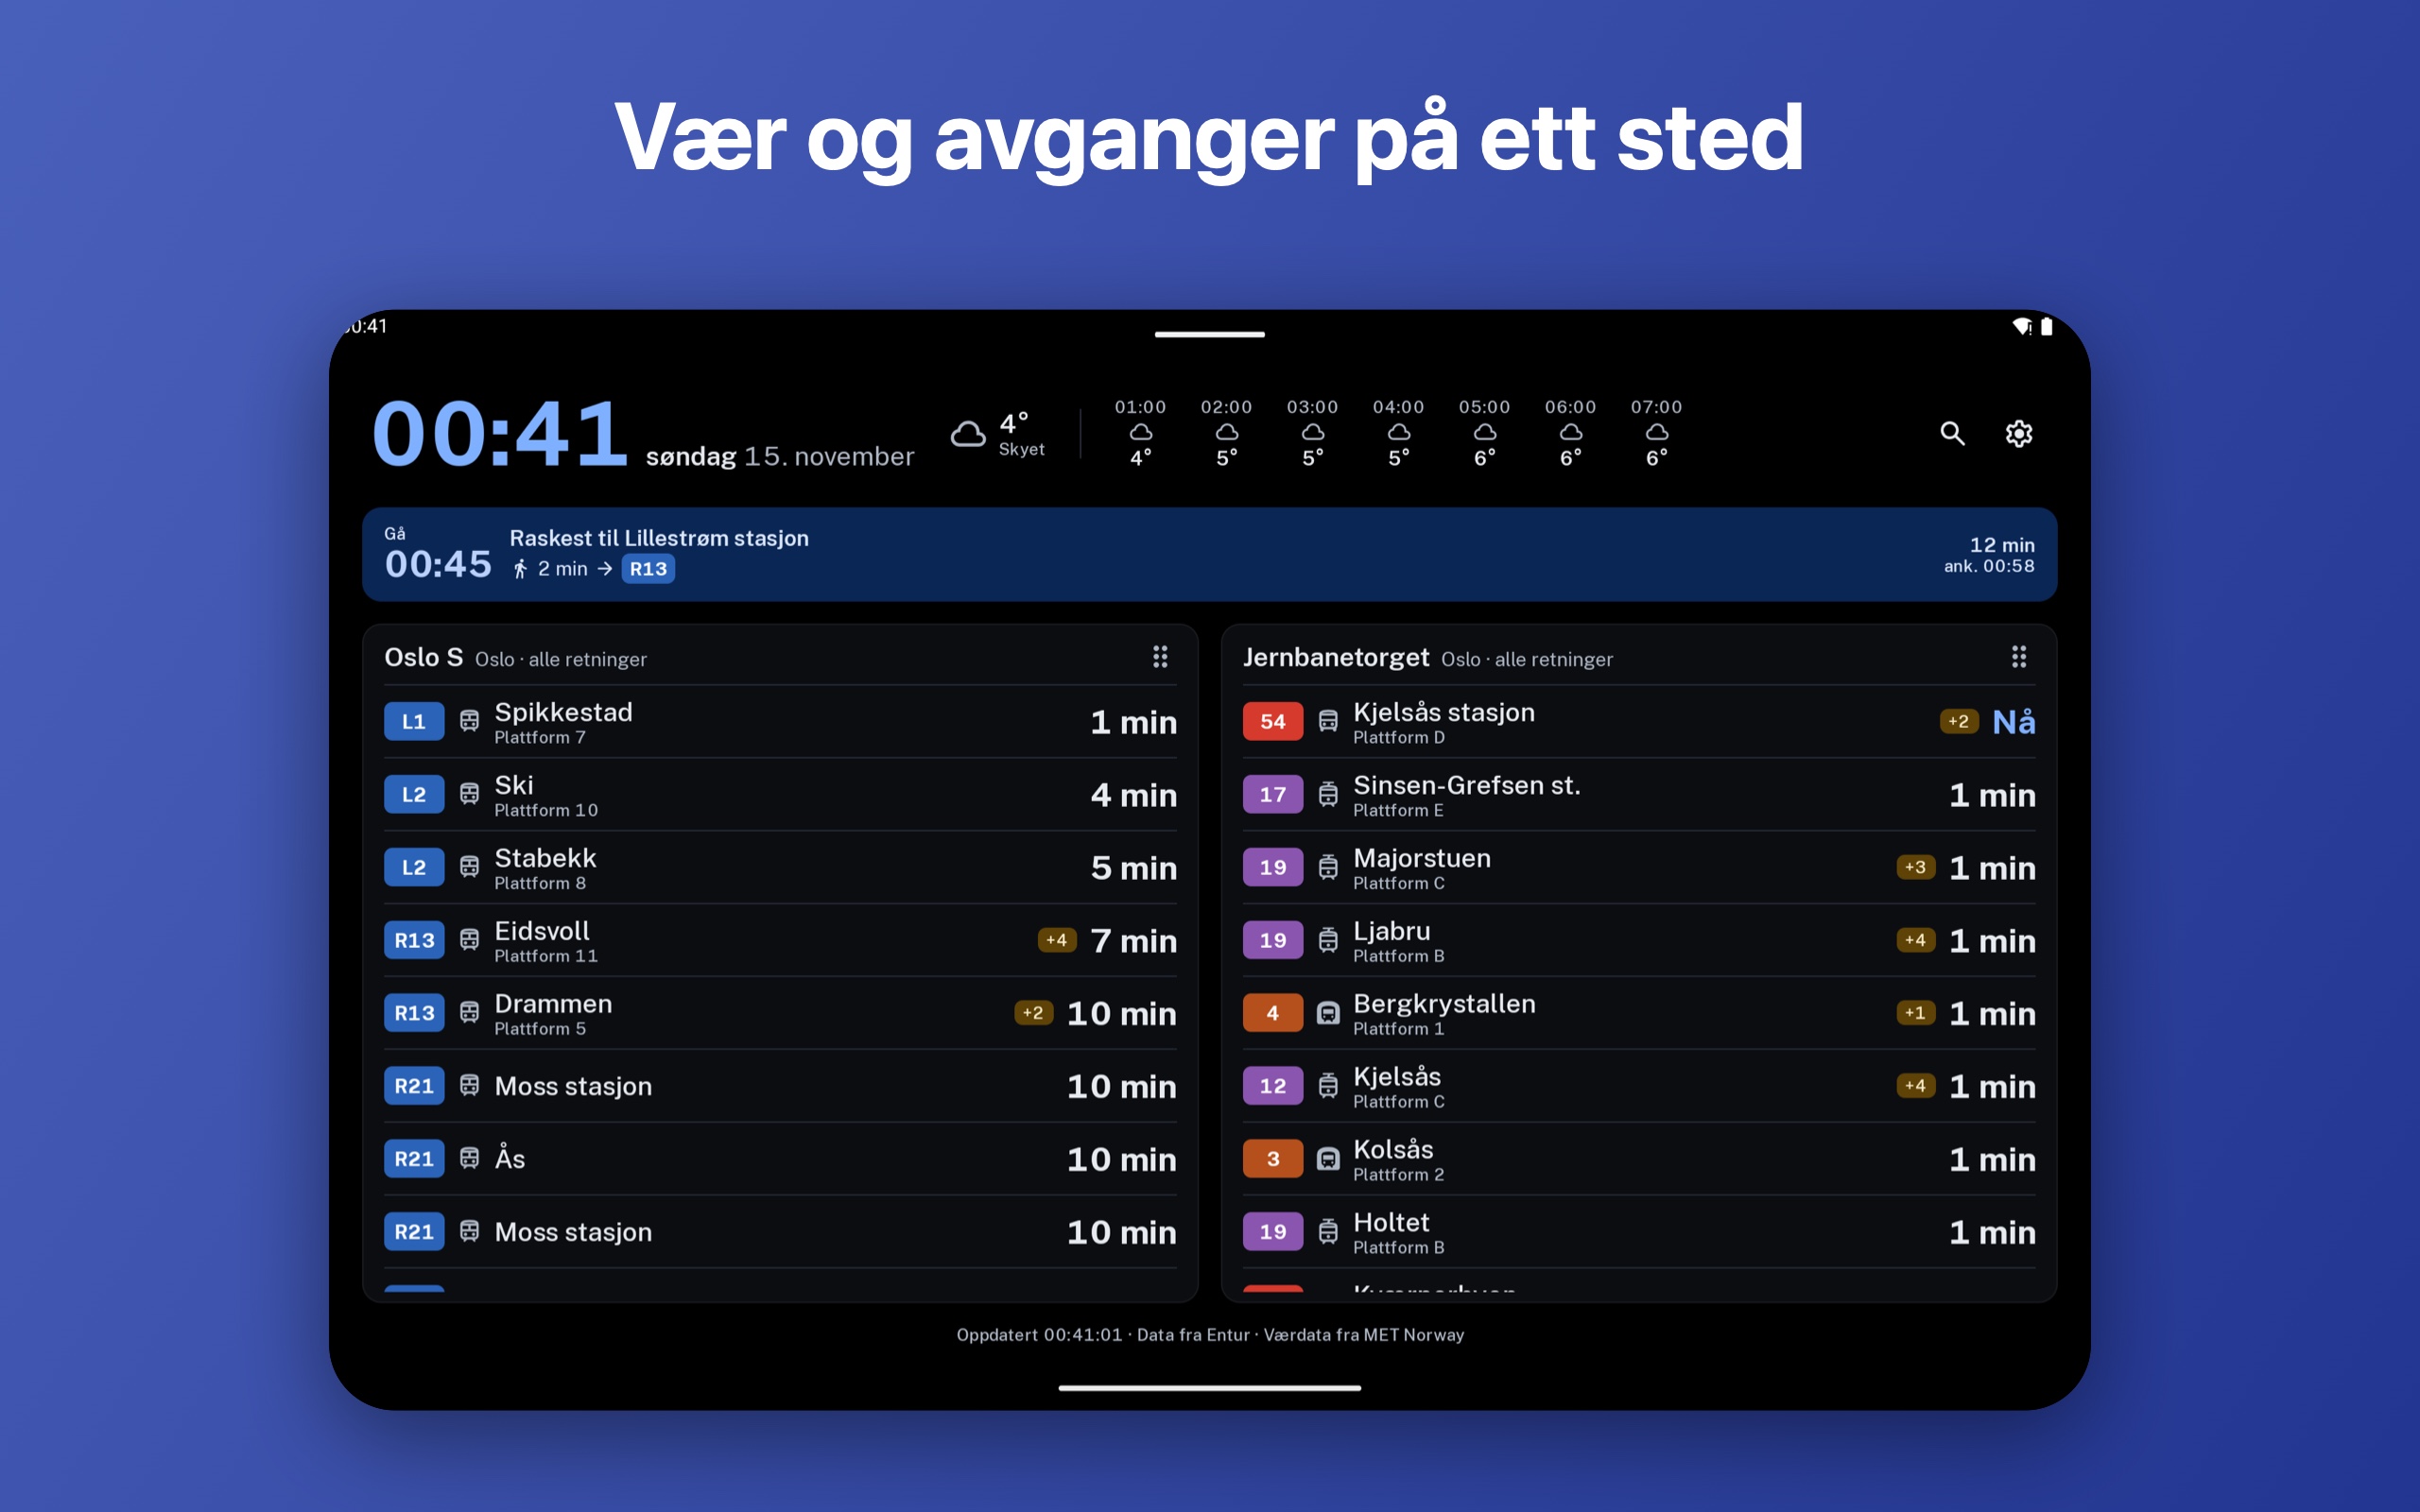 Vær og avganger på ett sted
00:41
søndag 15. november
4°
Skyet
01:00 02:00 03:00 04:00 05:00 06:00 07:00
4° 5° 5° 5° 6° 6° 6°
Gå
00:45
Raskest til Lillestrøm stasjon
2 min → R13
12 min
ank. 00:58
Oslo S Oslo · alle retninger
L1 Spikkestad 1 min
Plattform 7
L2 Ski 4 min
Plattform 10
L2 Stabekk 5 min
Plattform 8
R13 Eidsvoll +4 7 min
Plattform 11
R13 Drammen +2 10 min
Plattform 5
R21 Moss stasjon 10 min
R21 Ås 10 min
R21 Moss stasjon 10 min
Jernbanetorget Oslo · alle retninger
54 Kjelsås stasjon +2 Nå
Plattform D
17 Sinsen-Grefsen st. 1 min
Plattform E
19 Majorstuen +3 1 min
Plattform C
19 Ljabru +4 1 min
Plattform B
4 Bergkrystallen +1 1 min
Plattform 1
12 Kjelsås +4 1 min
Plattform C
3 Kolsås 1 min
Plattform 2
19 Holtet 1 min
Plattform B
Oppdatert 00:41:01 · Data fra Entur · Værdata fra MET Norway